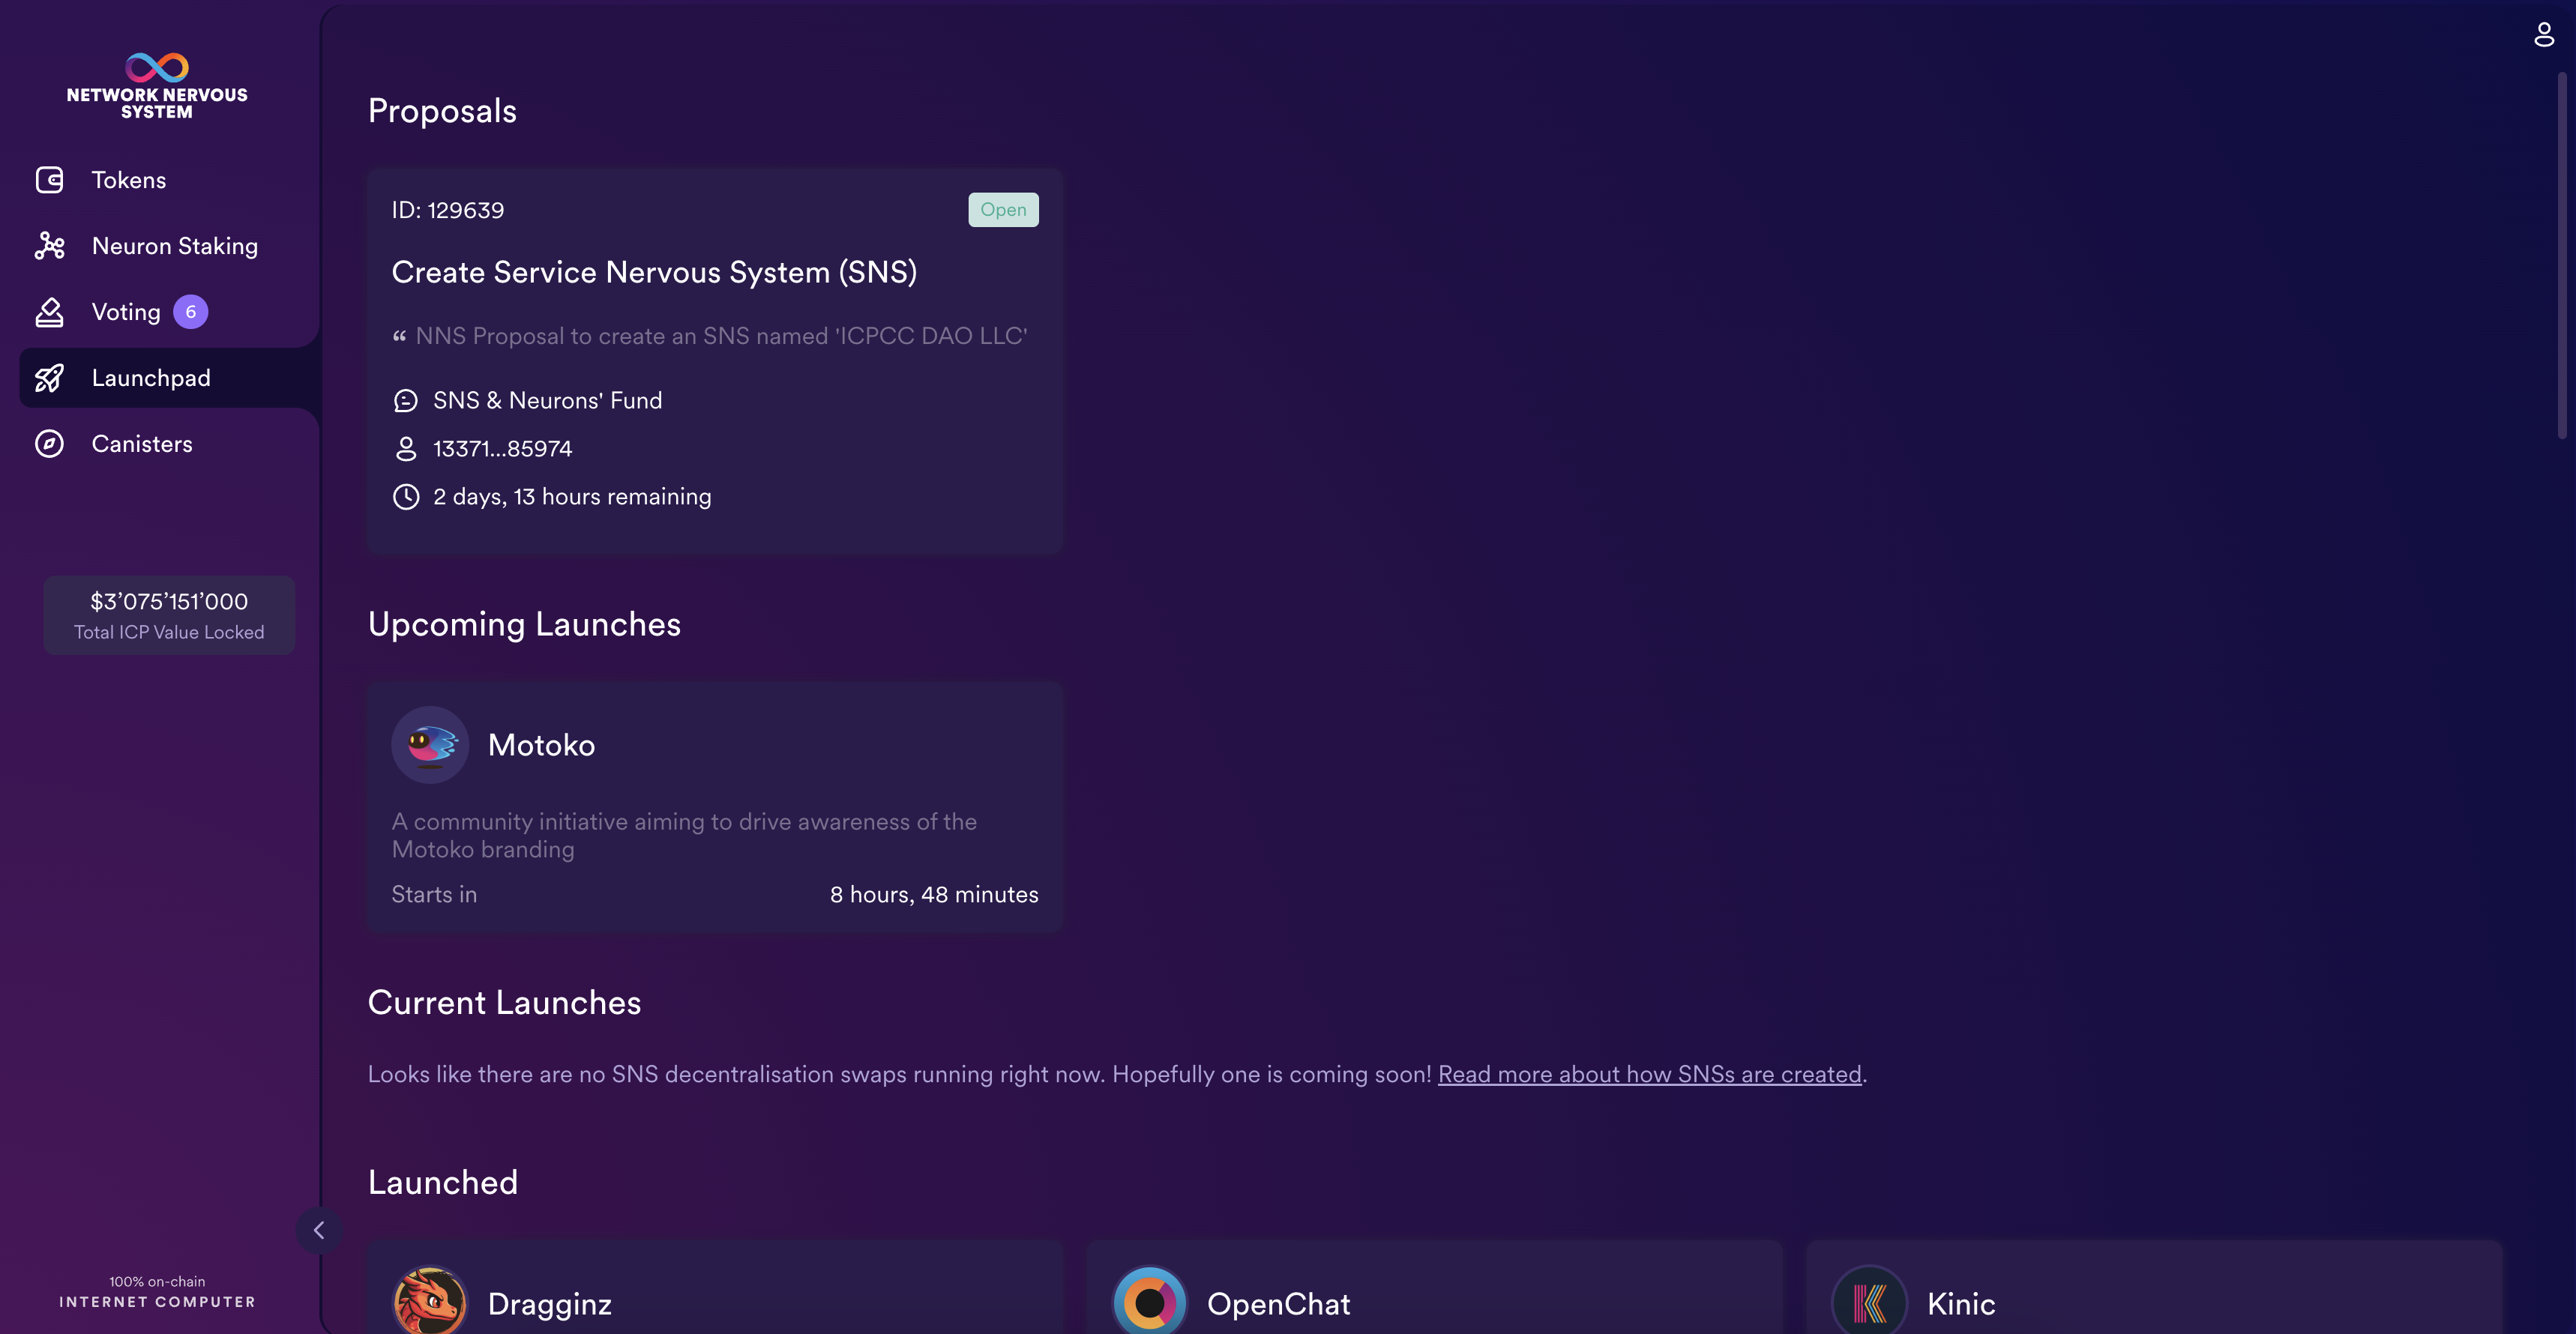 NETWORK NERVOUS
SYSTEM
Tokens
Neuron Staking
Voting 6
Launchpad
Canisters
$3’075’151’000
Total ICP Value Locked
100% on-chain
INTERNET COMPUTER
Proposals
ID: 129639 Open
Create Service Nervous System (SNS)
“ NNS Proposal to create an SNS named 'ICPCC DAO LLC'
SNS & Neurons' Fund
13371...85974
2 days, 13 hours remaining
Upcoming Launches
Motoko
A community initiative aiming to drive awareness of the
Motoko branding
Starts in 8 hours, 48 minutes
Current Launches
Looks like there are no SNS decentralisation swaps running right now. Hopefully one is coming soon! Read more about how SNSs are created.
Launched
Dragginz OpenChat Kinic